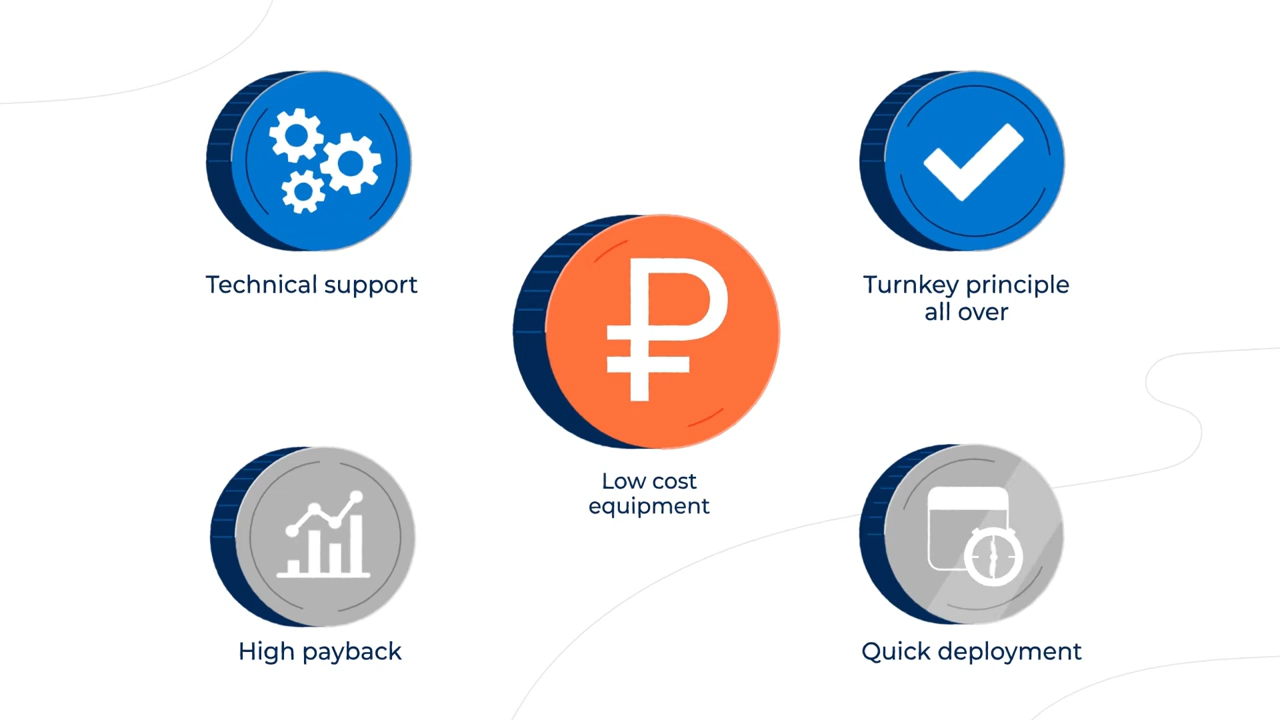 Technical support
Turnkey principle
all over
Low cost
equipment
High payback
Quick deployment